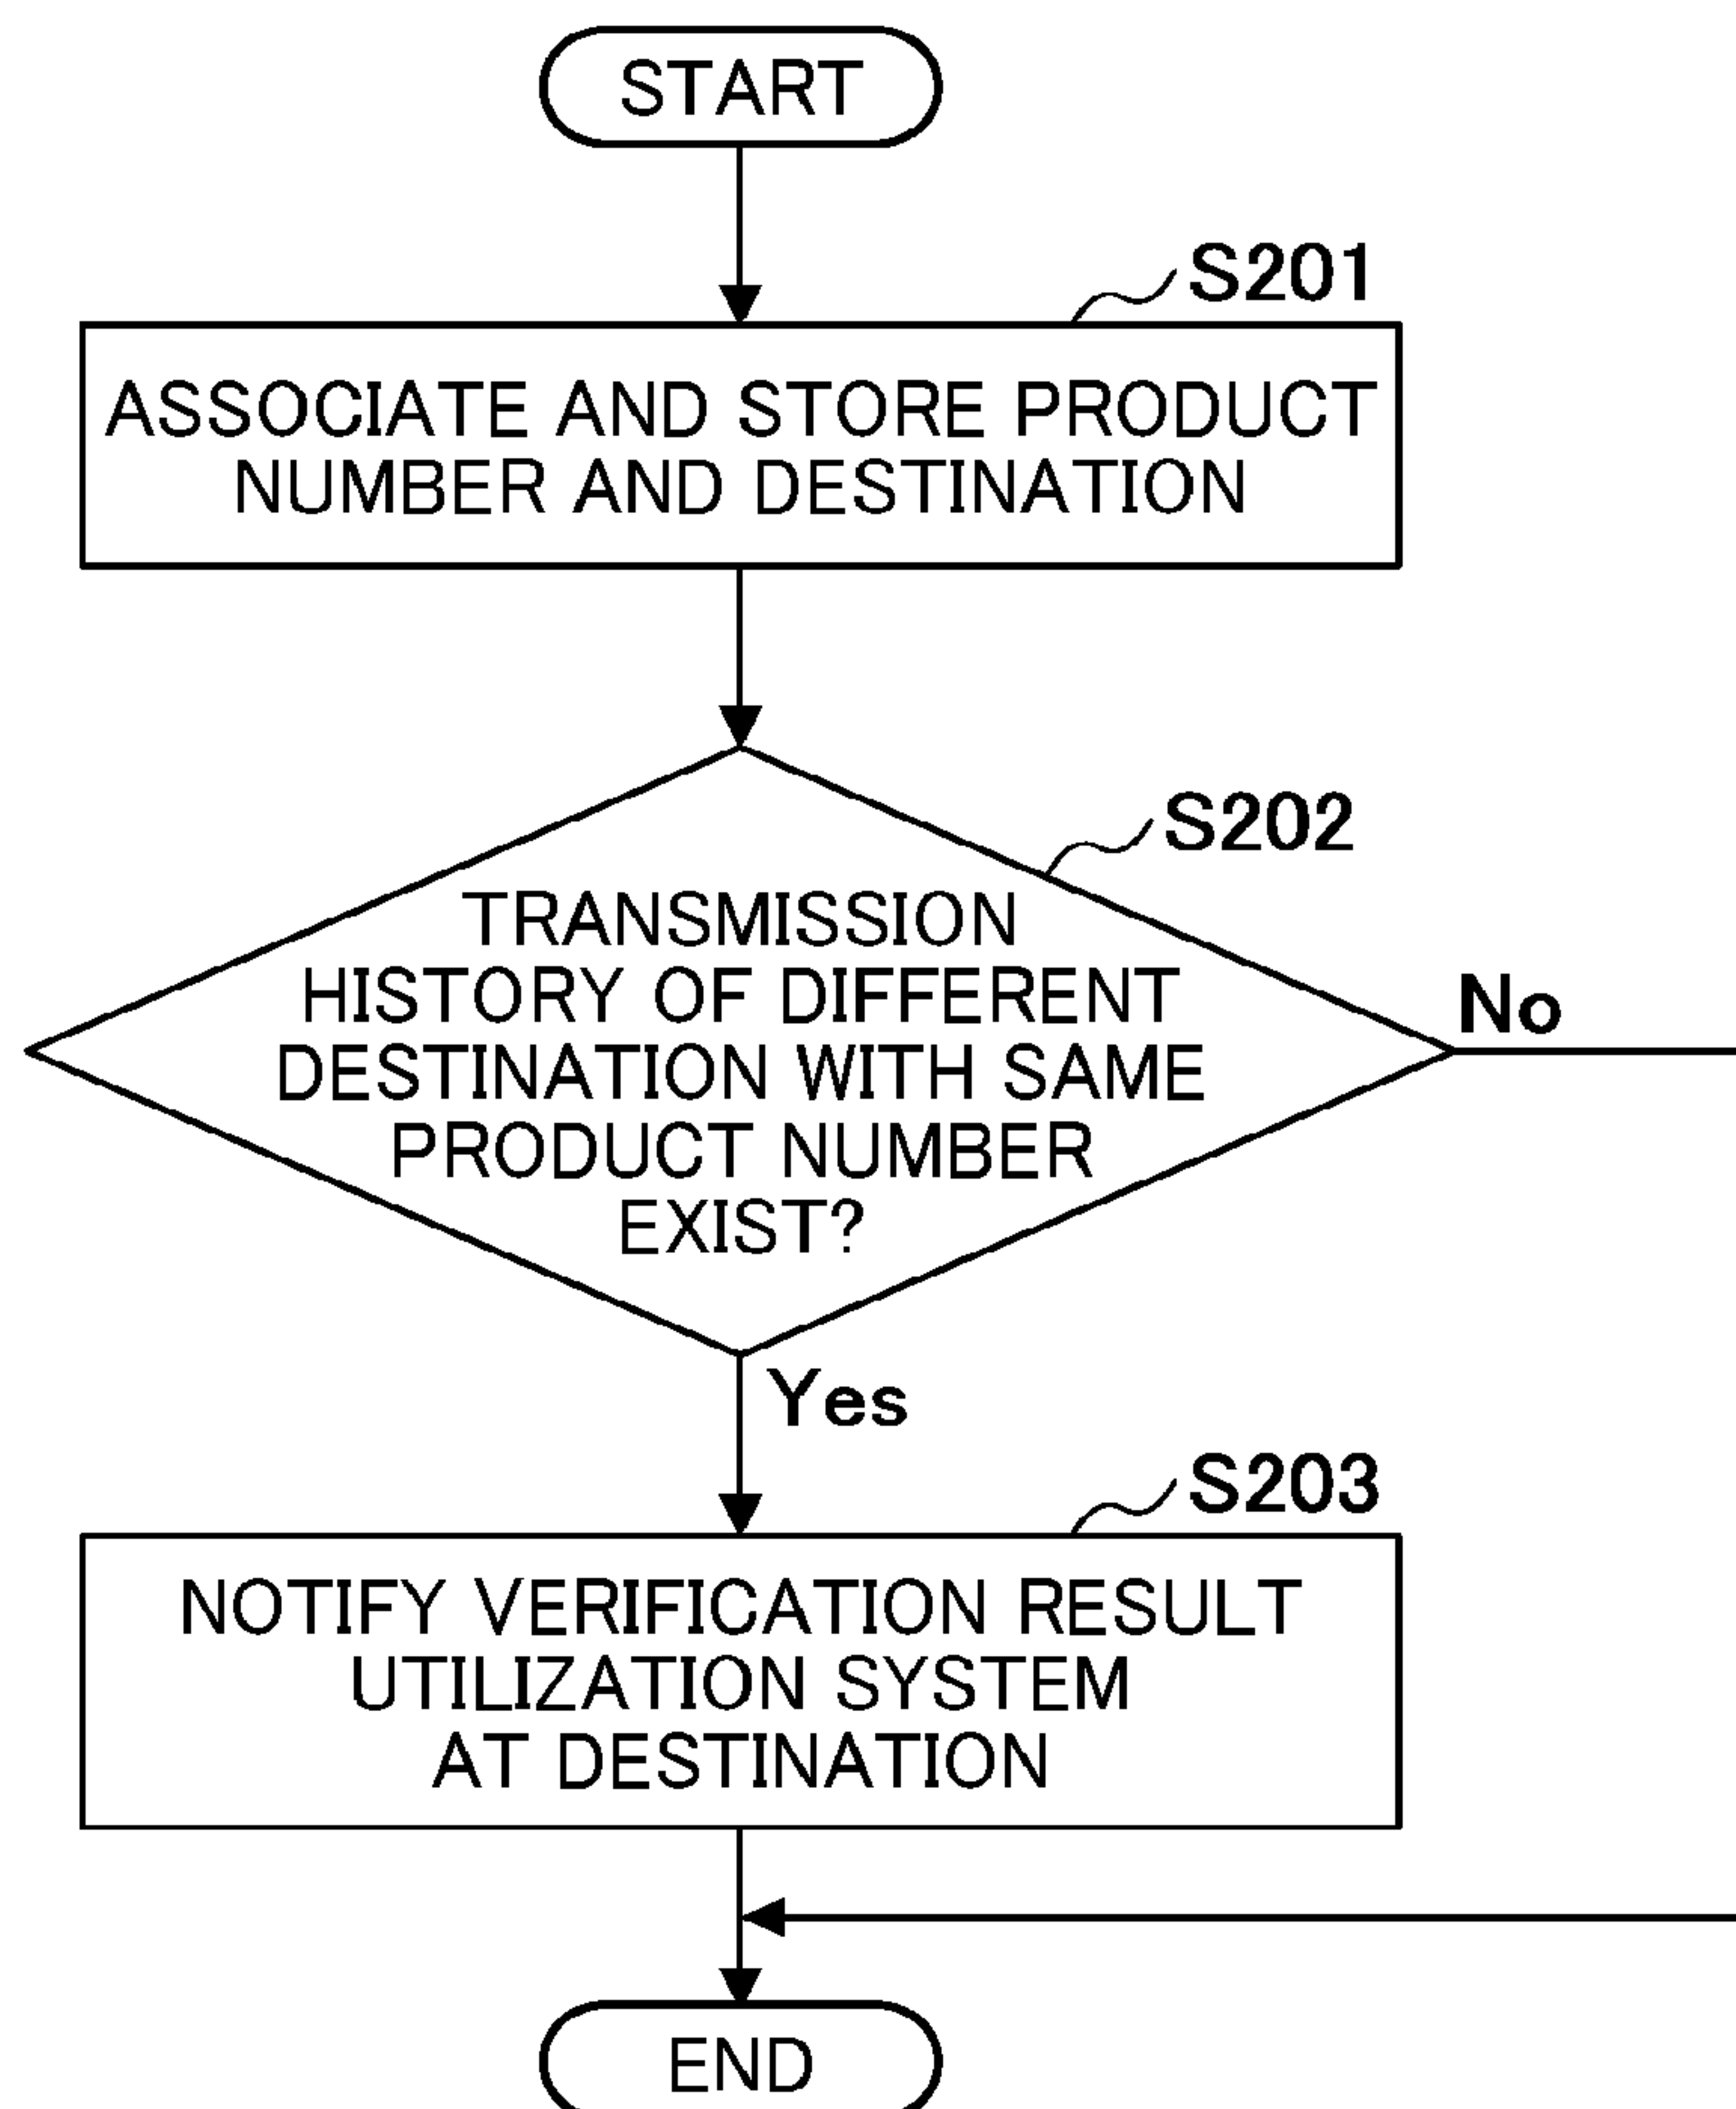 START
S201
ASSOCIATE AND STORE PRODUCT
NUMBER AND DESTINATION
S202
TRANSMISSION
HISTORY OF DIFFERENT
DESTINATION WITH SAME
PRODUCT NUMBER
EXIST?
No
Yes
S203
NOTIFY VERIFICATION RESULT
UTILIZATION SYSTEM
AT DESTINATION
END